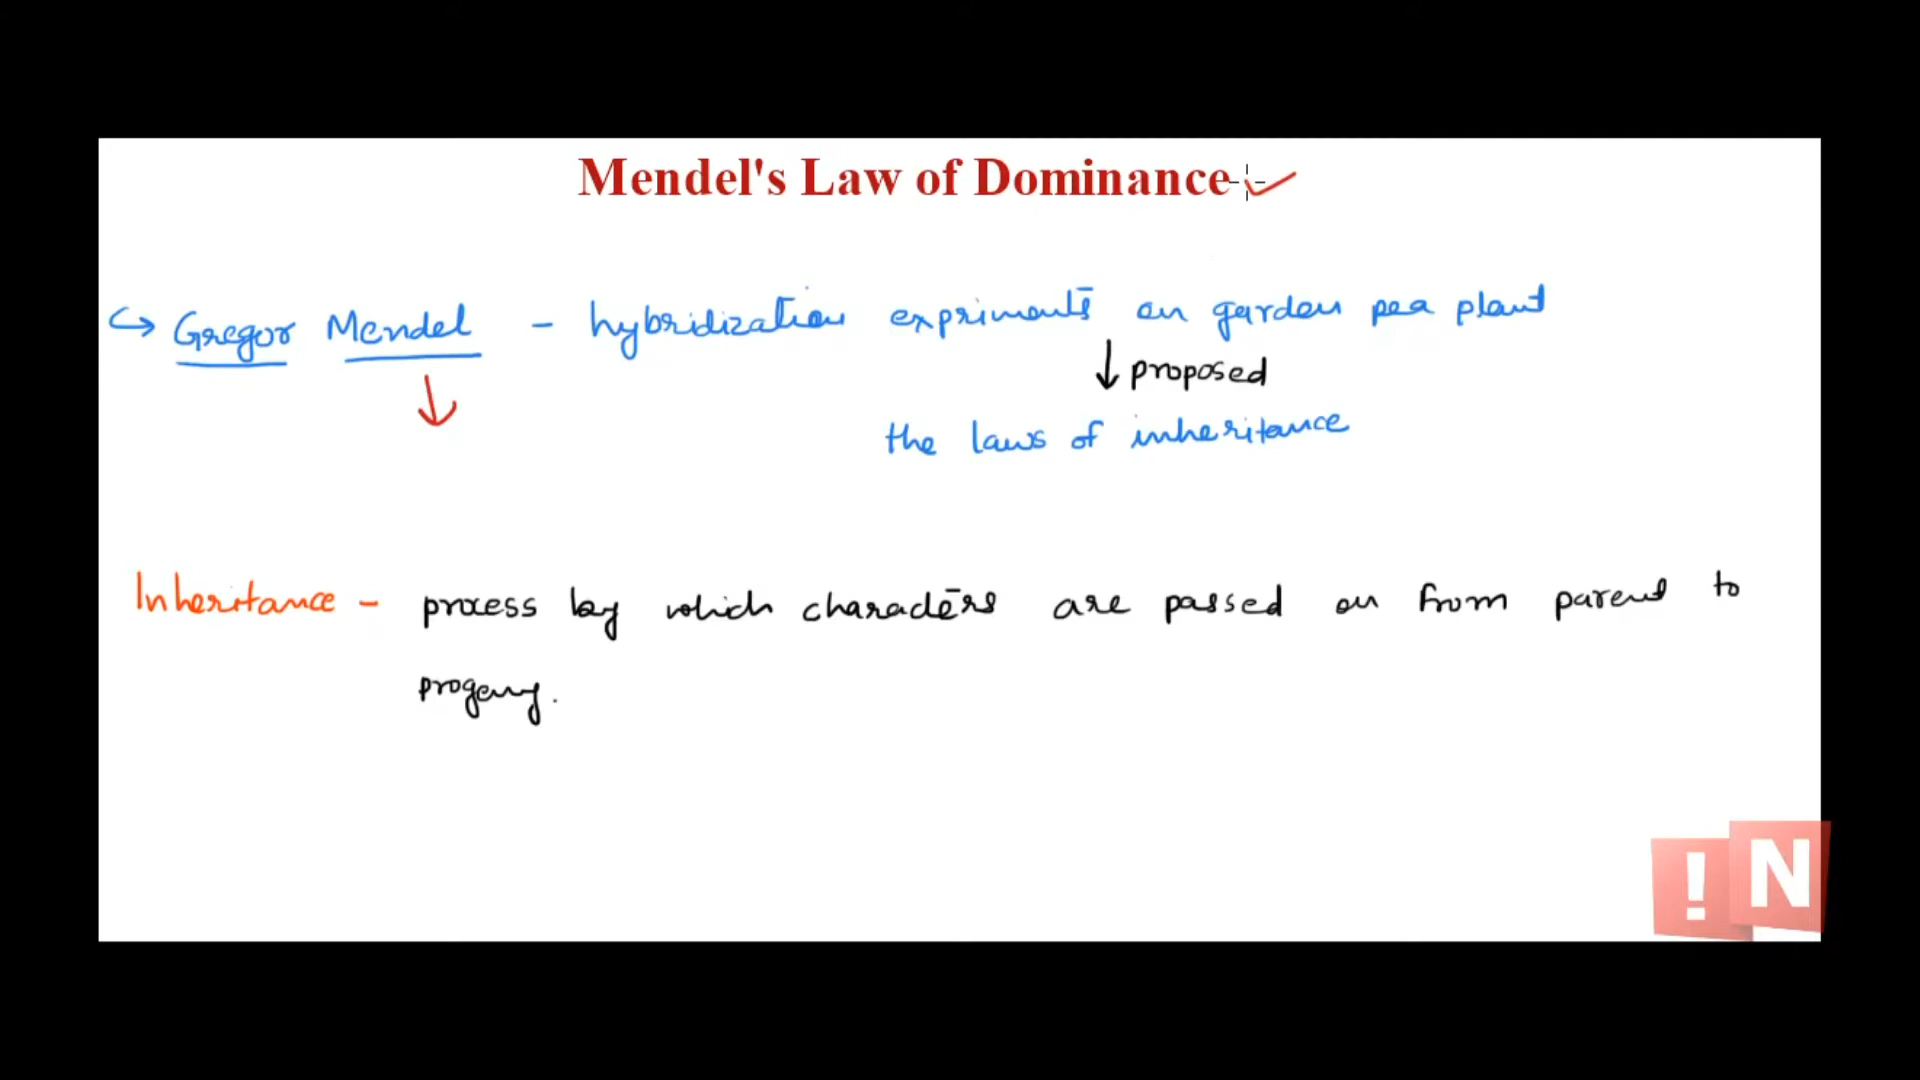 Mendel's Law of Dominance
↪ Gregor Mendel - hybridization expriments on garden pea plant
↓ proposed
the laws of inheritance
Inheritance - process by which characters are passed on from parent to
progeny.
! N